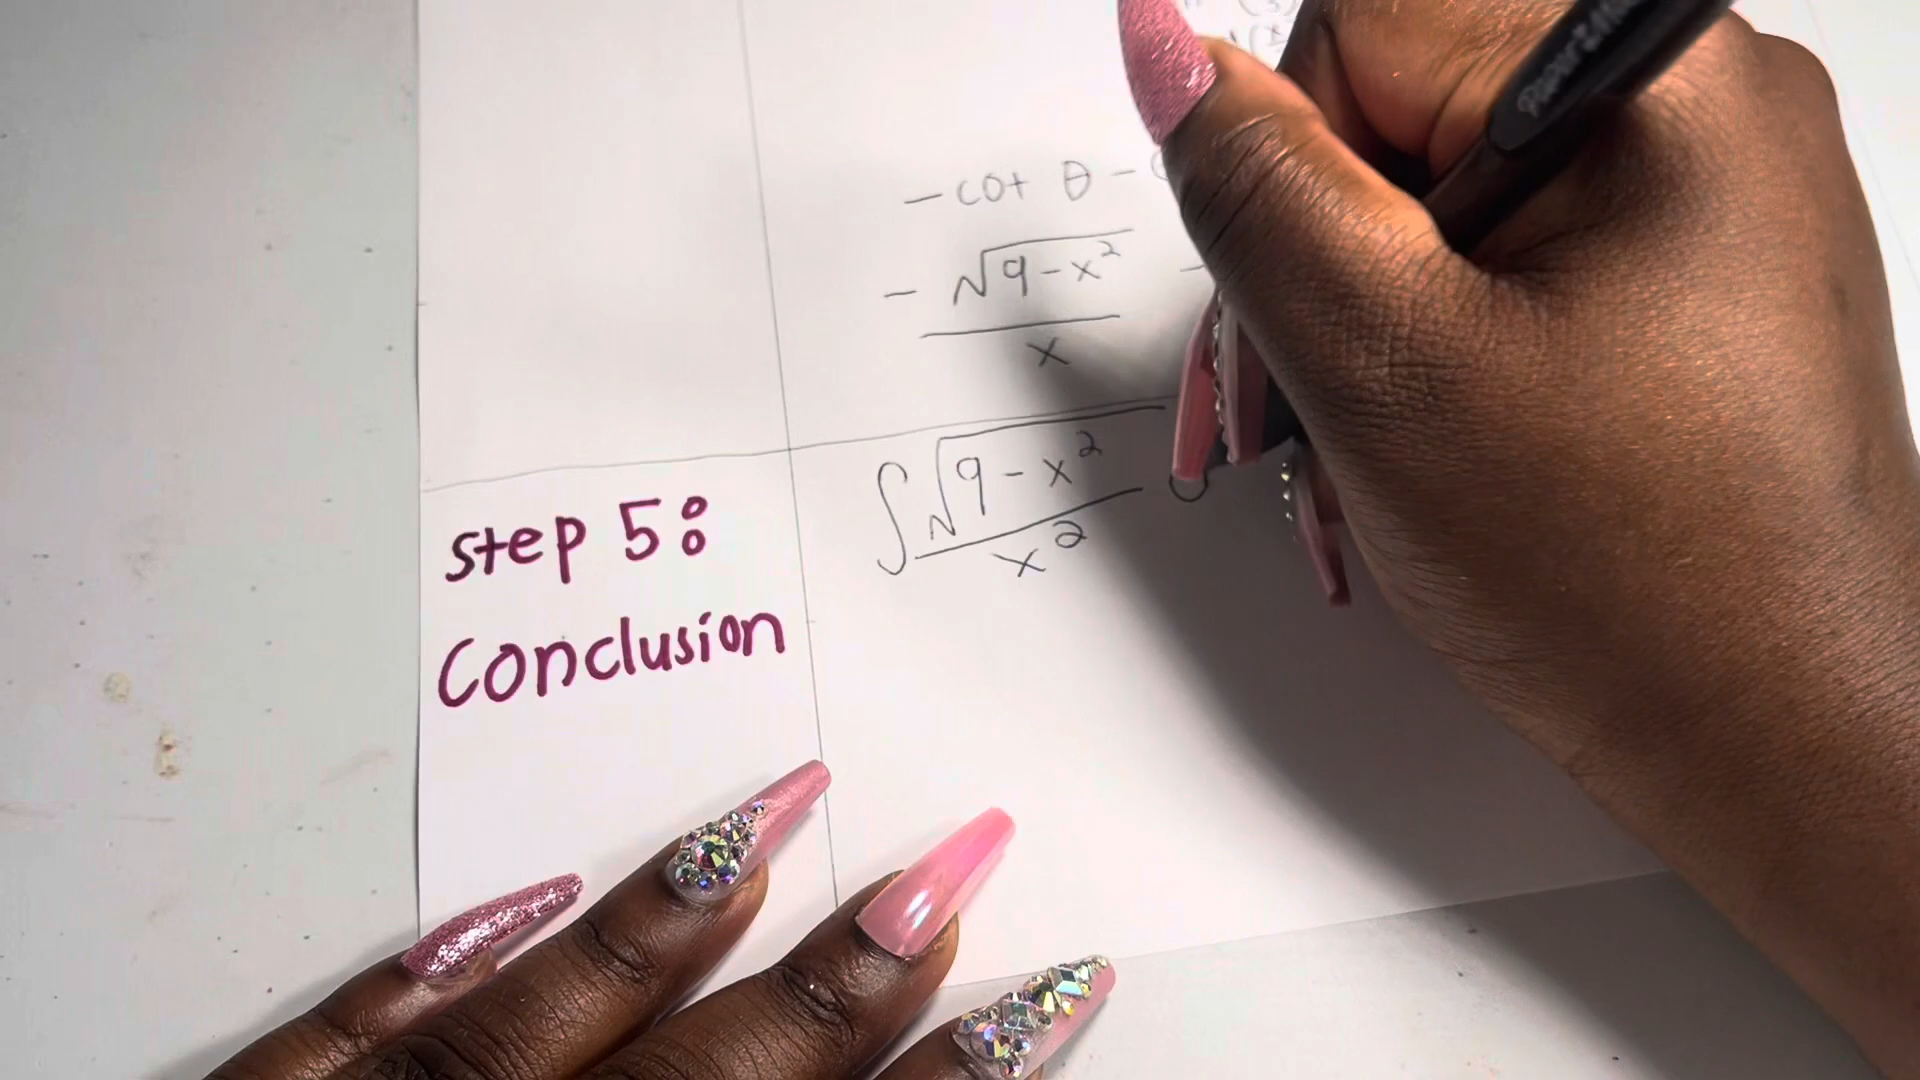 - cot θ -
- √9-x² -
x
∫ √9-x²
x²
step 5:
Conclusion